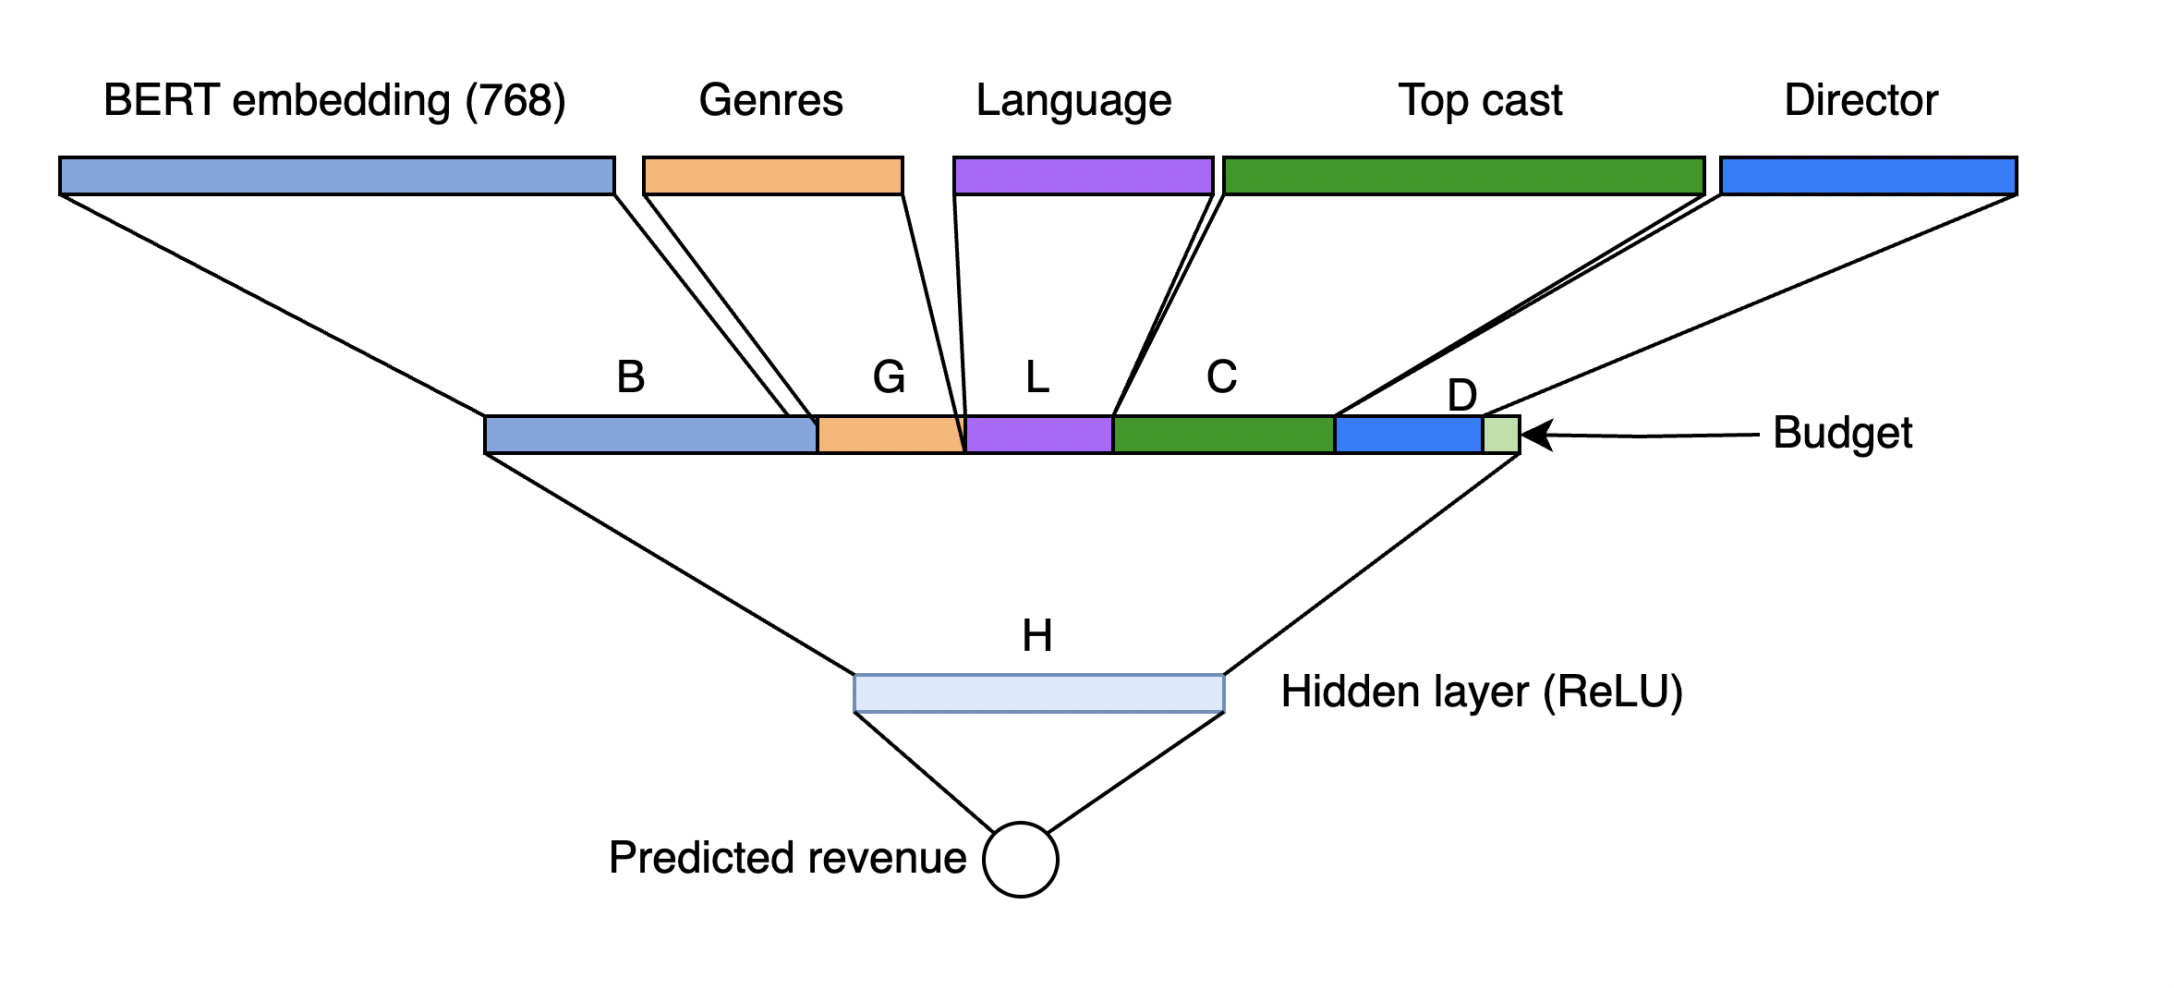 BERT embedding (768)
Genres
Language
Top cast
Director
B
G
L
C
D
Budget
H
Hidden layer (ReLU)
Predicted revenue